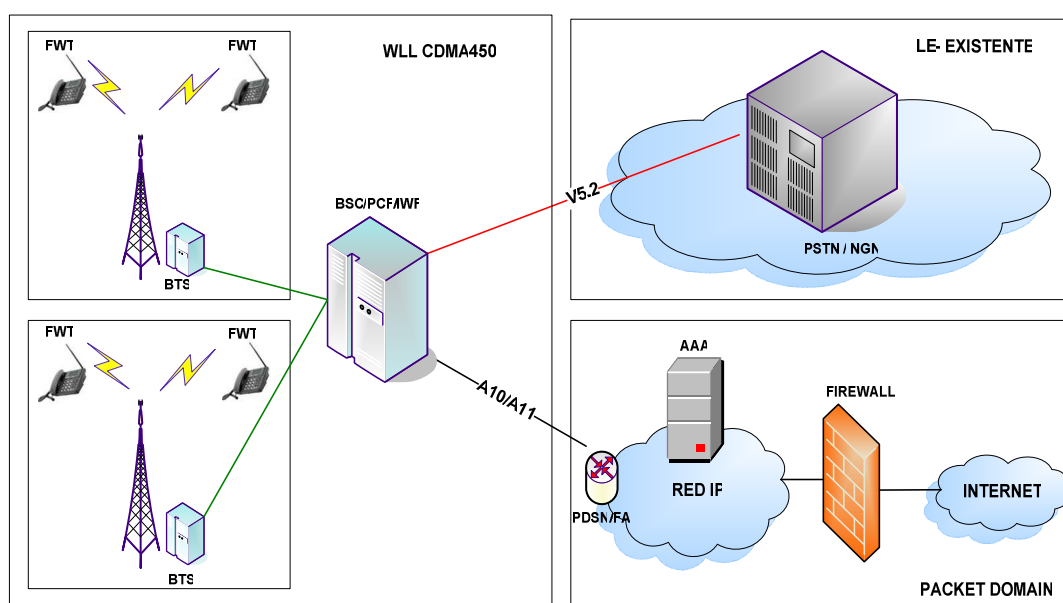 FWT
FWT
BTS
FWT
FWT
BTS
WLL CDMA450
BSC/PCF/IWF
V5.2
A10/A11
LE- EXISTENTE
PSTN / NGN
AAA
FIREWALL
RED IP
PDSN/FA
INTERNET
PACKET DOMAIN